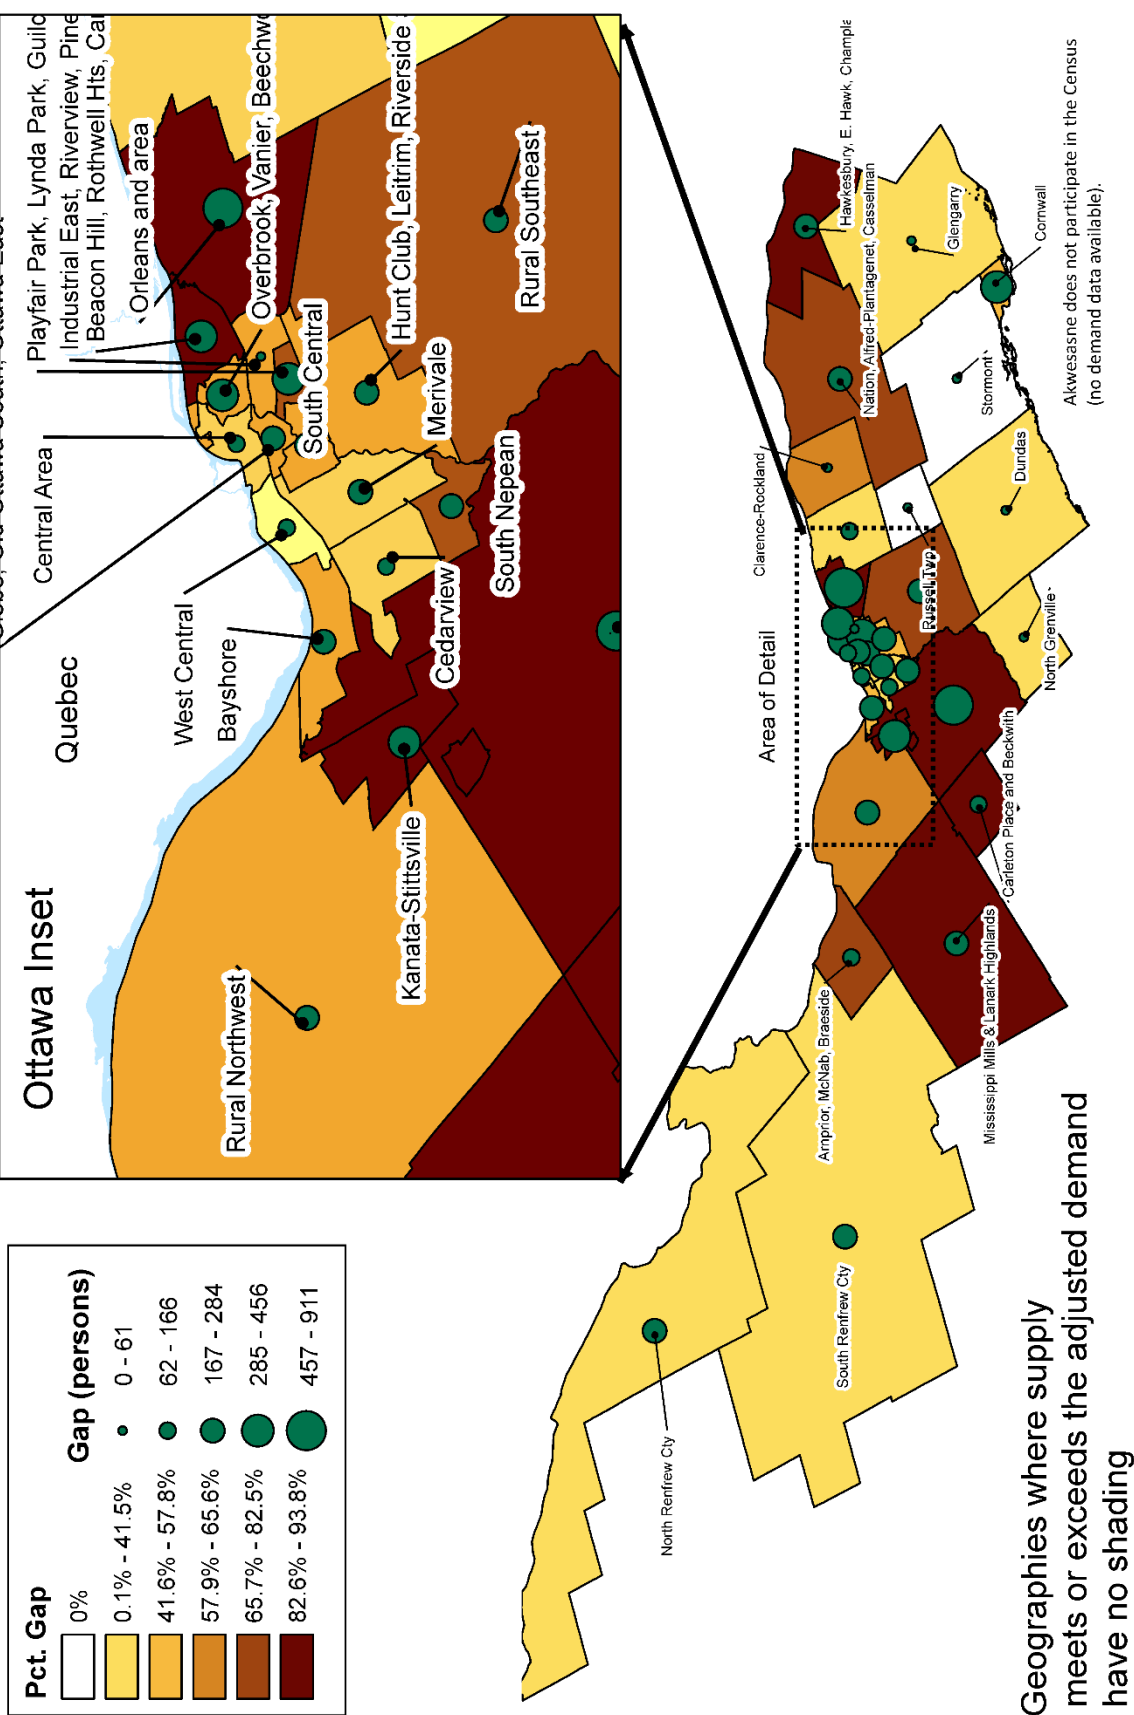 Pct. Gap
Gap (persons)
0%
0.1% - 41.5%
41.6% - 57.8%
57.9% - 65.6%
65.7% - 82.5%
82.6% - 93.8%
0 - 61
62 - 166
167 - 284
285 - 456
457 - 911
Ottawa Inset
Quebec
Central Area
Playfair Park, Lynda Park, Guild
Industrial East, Riverview, Pine
Beacon Hill, Rothwell Hts, Car
Orleans and area
Overbrook, Vanier, Beechwo
South Central
Hunt Club, Leitrim, Riverside
Merivale
Rural Southeast
West Central
Bayshore
Cedarview
South Nepean
Kanata-Stittsville
Rural Northwest
Area of Detail
Clarence-Rockland
Hawkesbury, E. Hawk, Champla
Nation, Alfred-Plantagenet, Casselman
Glengarry
Cornwall
Akwesasne does not participate in the Census
(no demand data available).
Stormont
Dundas
Russell Twp
North Grenville
Carleton Place and Beckwith
Mississippi Mills & Lanark Highlands
Arnprior, McNab, Braeside
South Renfrew Cty
North Renfrew Cty
Geographies where supply
meets or exceeds the adjusted demand
have no shading